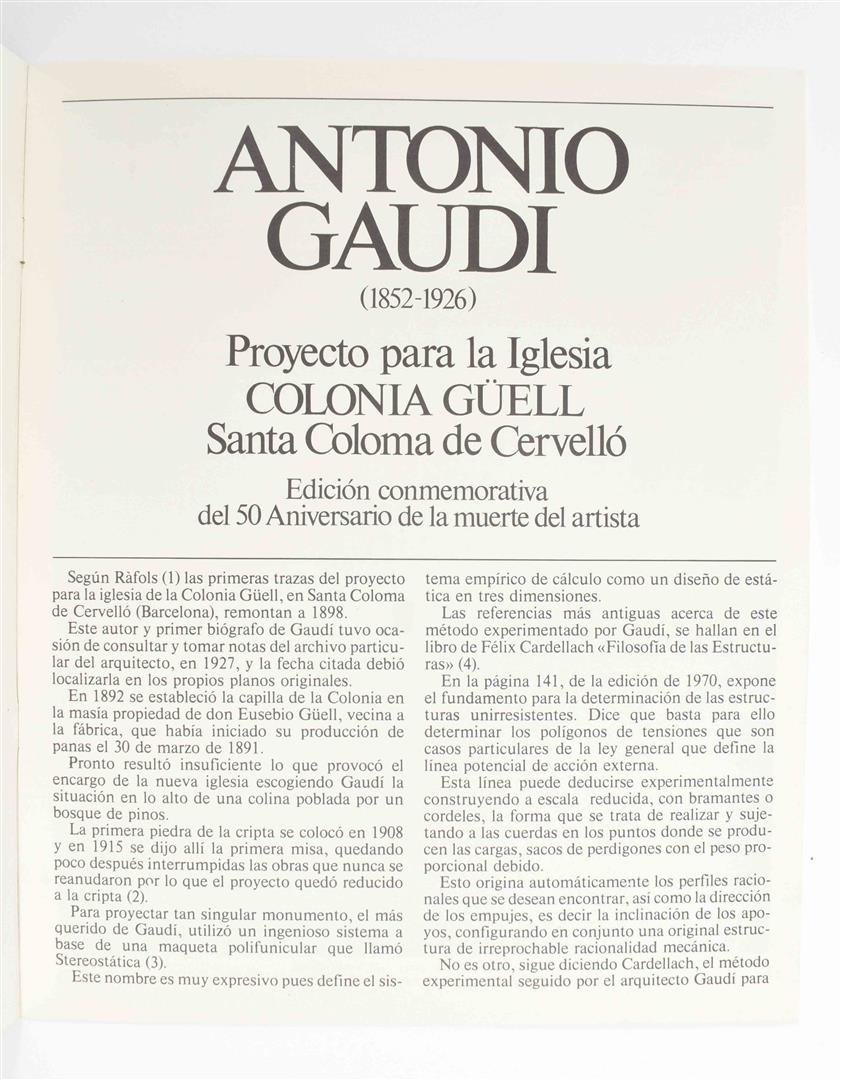 ANTONIO
GAUDI
(1852-1926)
Proyecto para la Iglesia
COLONIA GÜELL
Santa Coloma de Cervelló
Edición conmemorativa
del 50 Aniversario de la muerte del artista
Según Ràfols (1) las primeras trazas del proyecto
para la iglesia de la Colonia Güell, en Santa Coloma
de Cervelló (Barcelona), remontan a 1898.
Este autor y primer biógrafo de Gaudí tuvo oca-
sión de consultar y tomar notas del archivo particu-
lar del arquitecto, en 1927, y la fecha citada debió
localizarla en los propios planos originales.
En 1892 se estableció la capilla de la Colonia en
la masía propiedad de don Eusebio Güell, vecina a
la fábrica, que había iniciado su producción de
panas el 30 de marzo de 1891.
Pronto resultó insuficiente lo que provocó el
encargo de la nueva iglesia escogiendo Gaudí la
situación en lo alto de una colina poblada por un
bosque de pinos.
La primera piedra de la cripta se colocó en 1908
y en 1915 se dijo allí la primera misa, quedando
poco después interrumpidas las obras que nunca se
reanudaron por lo que el proyecto quedó reducido
a la cripta (2).
Para proyectar tan singular monumento, el más
querido de Gaudí, utilizó un ingenioso sistema a
base de una maqueta polifunicular que llamó
Stereostática (3).
Este nombre es muy expresivo pues define el sis-
tema empírico de cálculo como un diseño de está-
tica en tres dimensiones.
Las referencias más antiguas acerca de este
método experimentado por Gaudí, se hallan en el
libro de Félix Cardellach «Filosofía de las Estructu-
ras» (4).
En la página 141, de la edición de 1970, expone
el fundamento para la determinación de las estruc-
turas unirresistentes. Dice que basta para ello
determinar los polígonos de tensiones que son
casos particulares de la ley general que define la
línea potencial de acción externa.
Esta línea puede deducirse experimentalmente
construyendo a escala reducida, con bramantes o
cordeles, la forma que se trata de realizar y suje-
tando a las cuerdas en los puntos donde se produ-
cen las cargas, sacos de perdigones con el peso pro-
porcional debido.
Esto origina automáticamente los perfiles racio-
nales que se desean encontrar, así como la dirección
de los empujes, es decir la inclinación de los apo-
yos, configurando en conjunto una original estruc-
tura de irreprochable racionalidad mecánica.
No es otro, sigue diciendo Cardellach, el método
experimental seguido por el arquitecto Gaudí para